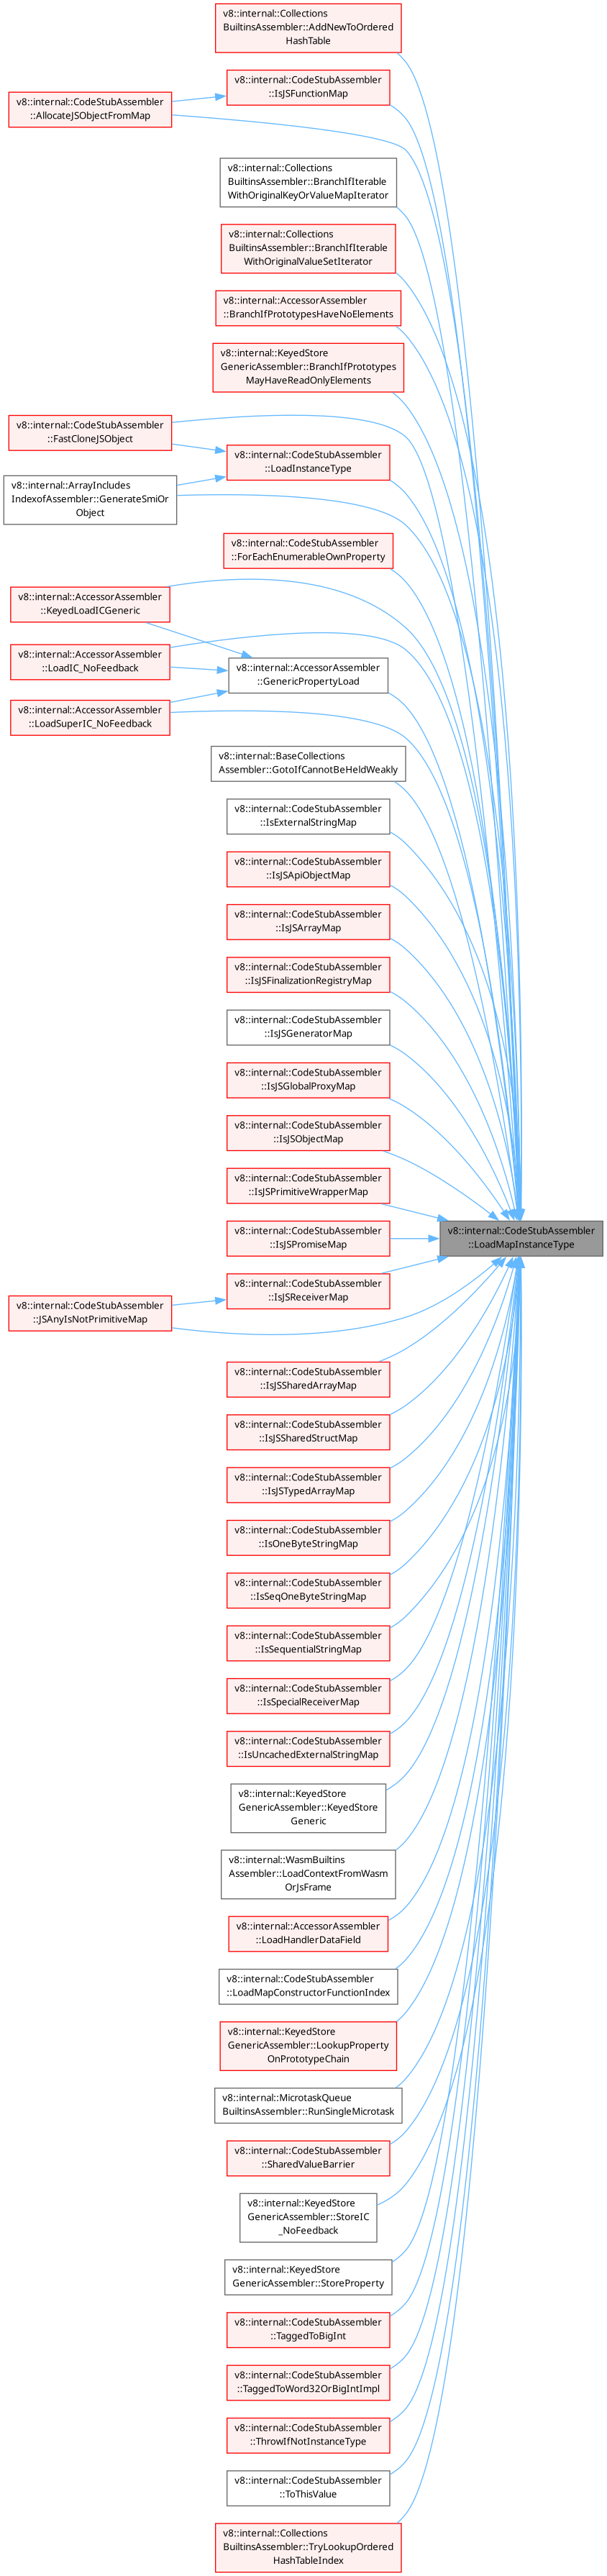 v8::internal::Collections
BuiltinsAssembler::AddNewToOrdered
HashTable
v8::internal::CodeStubAssembler
::IsJSFunctionMap
v8::internal::CodeStubAssembler
::AllocateJSObjectFromMap
v8::internal::Collections
BuiltinsAssembler::BranchIfIterable
WithOriginalKeyOrValueMapIterator
v8::internal::Collections
BuiltinsAssembler::BranchIfIterable
WithOriginalValueSetIterator
v8::internal::AccessorAssembler
::BranchIfPrototypesHaveNoElements
v8::internal::KeyedStore
GenericAssembler::BranchIfPrototypes
MayHaveReadOnlyElements
v8::internal::CodeStubAssembler
::FastCloneJSObject
v8::internal::CodeStubAssembler
::LoadInstanceType
v8::internal::ArrayIncludes
IndexofAssembler::GenerateSmiOr
Object
v8::internal::CodeStubAssembler
::ForEachEnumerableOwnProperty
v8::internal::AccessorAssembler
::KeyedLoadICGeneric
v8::internal::AccessorAssembler
::LoadIC_NoFeedback
v8::internal::AccessorAssembler
::GenericPropertyLoad
v8::internal::AccessorAssembler
::LoadSuperIC_NoFeedback
v8::internal::BaseCollections
Assembler::GotoIfCannotBeHeldWeakly
v8::internal::CodeStubAssembler
::IsExternalStringMap
v8::internal::CodeStubAssembler
::IsJSApiObjectMap
v8::internal::CodeStubAssembler
::IsJSArrayMap
v8::internal::CodeStubAssembler
::IsJSFinalizationRegistryMap
v8::internal::CodeStubAssembler
::IsJSGeneratorMap
v8::internal::CodeStubAssembler
::IsJSGlobalProxyMap
v8::internal::CodeStubAssembler
::IsJSObjectMap
v8::internal::CodeStubAssembler
::IsJSPrimitiveWrapperMap
v8::internal::CodeStubAssembler
::LoadMapInstanceType
v8::internal::CodeStubAssembler
::IsJSPromiseMap
v8::internal::CodeStubAssembler
::IsJSReceiverMap
v8::internal::CodeStubAssembler
::JSAnyIsNotPrimitiveMap
v8::internal::CodeStubAssembler
::IsJSSharedArrayMap
v8::internal::CodeStubAssembler
::IsJSSharedStructMap
v8::internal::CodeStubAssembler
::IsJSTypedArrayMap
v8::internal::CodeStubAssembler
::IsOneByteStringMap
v8::internal::CodeStubAssembler
::IsSeqOneByteStringMap
v8::internal::CodeStubAssembler
::IsSequentialStringMap
v8::internal::CodeStubAssembler
::IsSpecialReceiverMap
v8::internal::CodeStubAssembler
::IsUncachedExternalStringMap
v8::internal::KeyedStore
GenericAssembler::KeyedStore
Generic
v8::internal::WasmBuiltins
Assembler::LoadContextFromWasm
OrJsFrame
v8::internal::AccessorAssembler
::LoadHandlerDataField
v8::internal::CodeStubAssembler
::LoadMapConstructorFunctionIndex
v8::internal::KeyedStore
GenericAssembler::LookupProperty
OnPrototypeChain
v8::internal::MicrotaskQueue
BuiltinsAssembler::RunSingleMicrotask
v8::internal::CodeStubAssembler
::SharedValueBarrier
v8::internal::KeyedStore
GenericAssembler::StoreIC
_NoFeedback
v8::internal::KeyedStore
GenericAssembler::StoreProperty
v8::internal::CodeStubAssembler
::TaggedToBigInt
v8::internal::CodeStubAssembler
::TaggedToWord32OrBigIntImpl
v8::internal::CodeStubAssembler
::ThrowIfNotInstanceType
v8::internal::CodeStubAssembler
::ToThisValue
v8::internal::Collections
BuiltinsAssembler::TryLookupOrdered
HashTableIndex